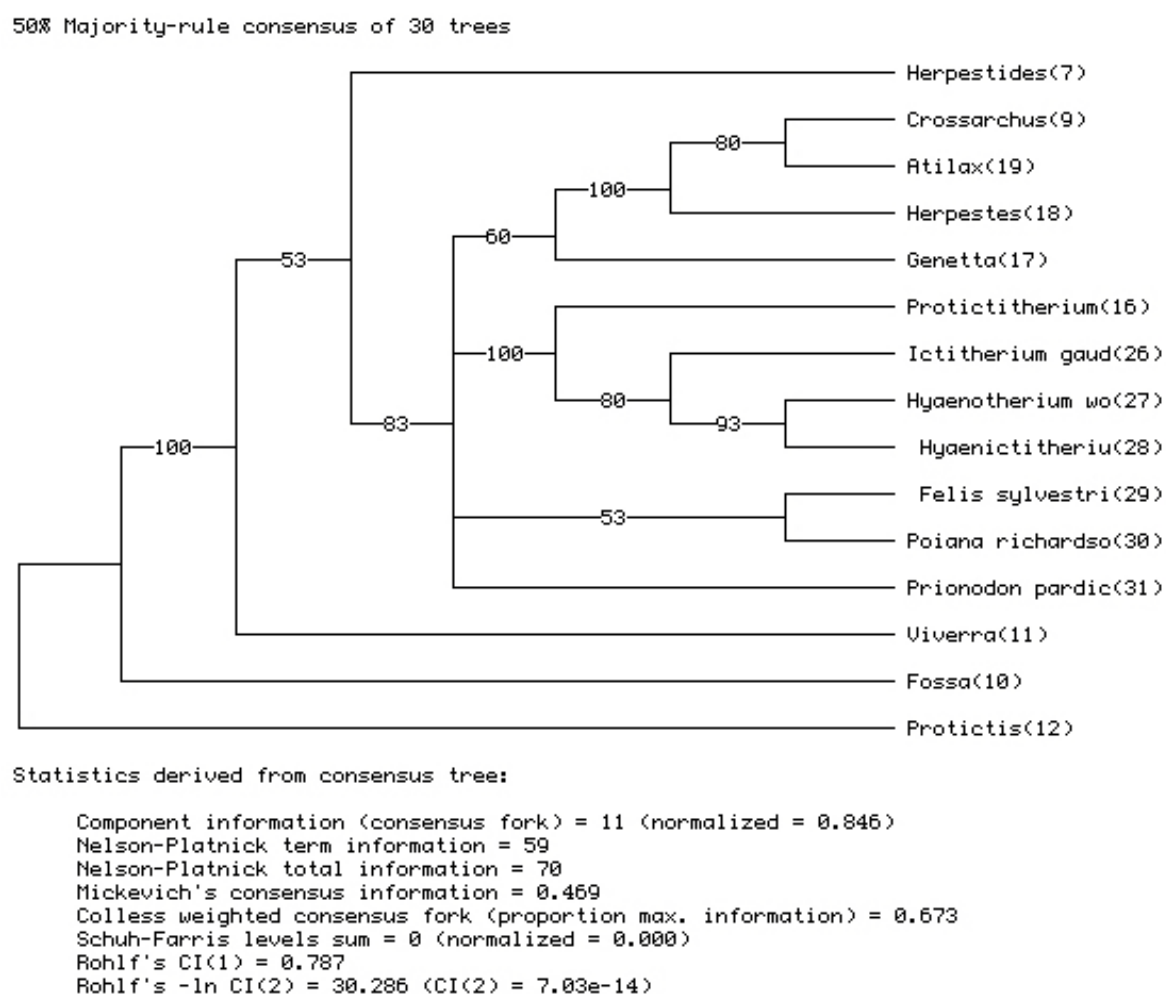 50% Majority-rule consensus of 30 trees
Herpestides(7)
Crossarchus(9)
80
Atilax(19)
100
Herpestes(18)
60
53
Genetta(17)
Protictitherium(16)
100
Ictitherium gaud(26)
80
Hyaenotherium wo(27)
83
93
100
Hyaenictitheriu(28)
Felis sylvestri(29)
53
Poiana richardso(30)
Prionodon pardic(31)
Viverra(11)
Fossa(10)
Protictis(12)
Statistics derived from consensus tree:
Component information (consensus fork) = 11 (normalized = 0.846)
Nelson-Platnick term information = 59
Nelson-Platnick total information = 70
Mickevich's consensus information = 0.469
Colless weighted consensus fork (proportion max. information) = 0.673
Schuh-Farris levels sum = 0 (normalized = 0.000)
Rohlf's CI(1) = 0.787
Rohlf's -ln CI(2) = 30.286 (CI(2) = 7.03e-14)